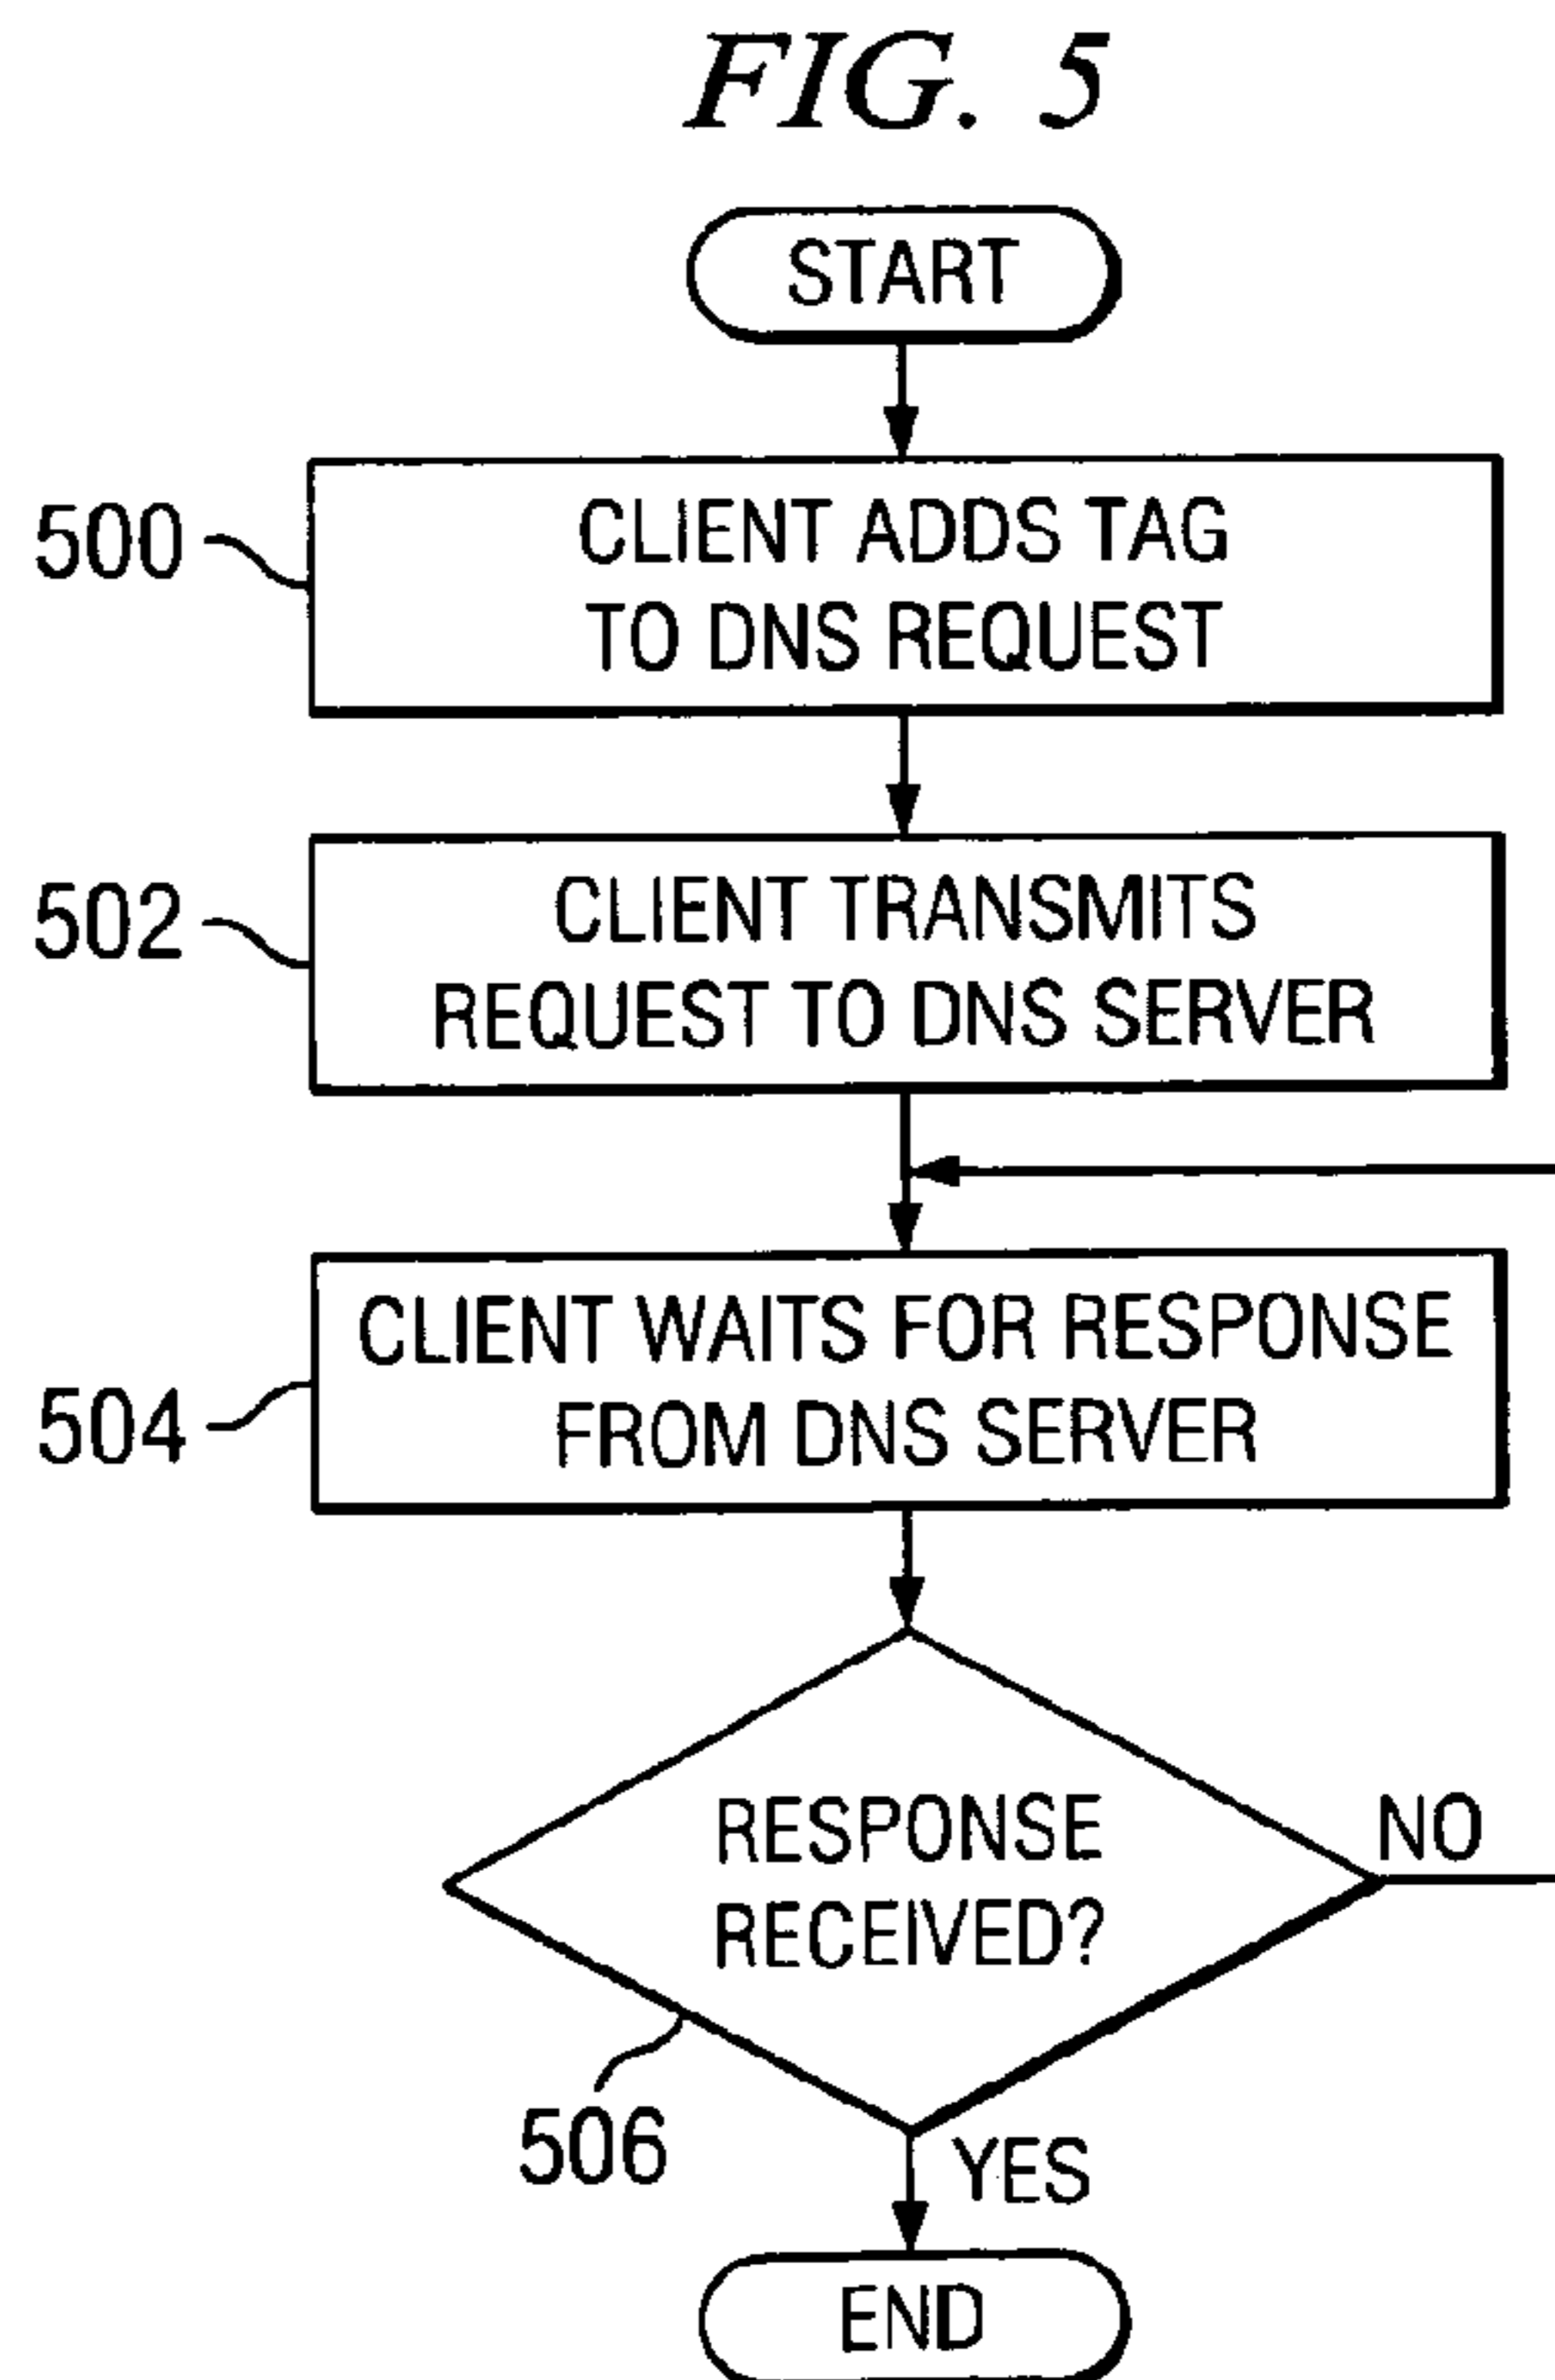 FIG. 5
START
500
CLIENT ADDS TAG
TO DNS REQUEST
502
CLIENT TRANSMITS
REQUEST TO DNS SERVER
504
CLIENT WAITS FOR RESPONSE
FROM DNS SERVER
RESPONSE
RECEIVED?
NO
506
YES
END